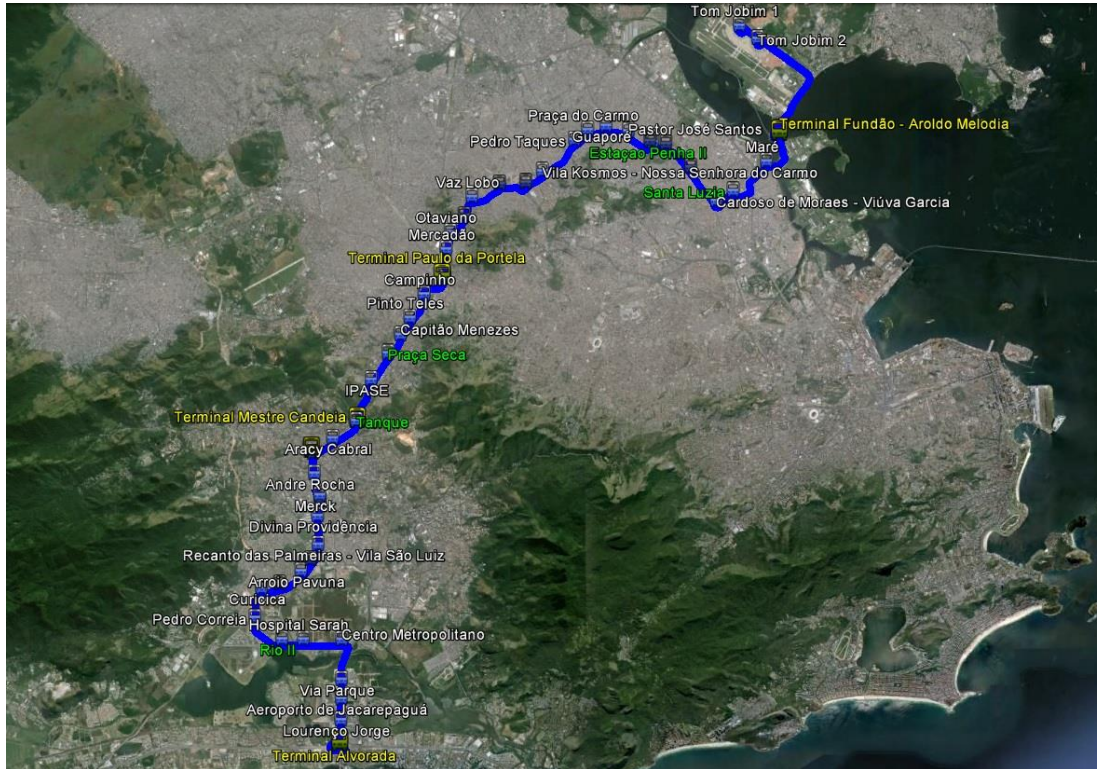 Tom Jobim 1
Tom Jobim 2
Praça do Carmo
Terminal Fundão - Aroldo Melodia
Pastor José Santos
Guaporé
Pedro Taques
Maré
Estação Penha II
Vila Kosmos - Nossa Senhora do Carmo
Vaz Lobo
Santa Luzia
Cardoso de Moraes - Viúva Garcia
Otaviano
Mercadão
Terminal Paulo da Portela
Campinho
Pinto Teles
Capitão Menezes
Praça Seca
IPASE
Terminal Mestre Candeia
Tanque
Aracy Cabral
Andre Rocha
Merck
Divina Providência
Recanto das Palmeiras - Vila São Luiz
Arroio Pavuna
Curicica
Pedro Correia
Hospital Sarah
Centro Metropolitano
Rio II
Via Parque
Aeroporto de Jacarepaguá
Lourenço Jorge
Terminal Alvorada